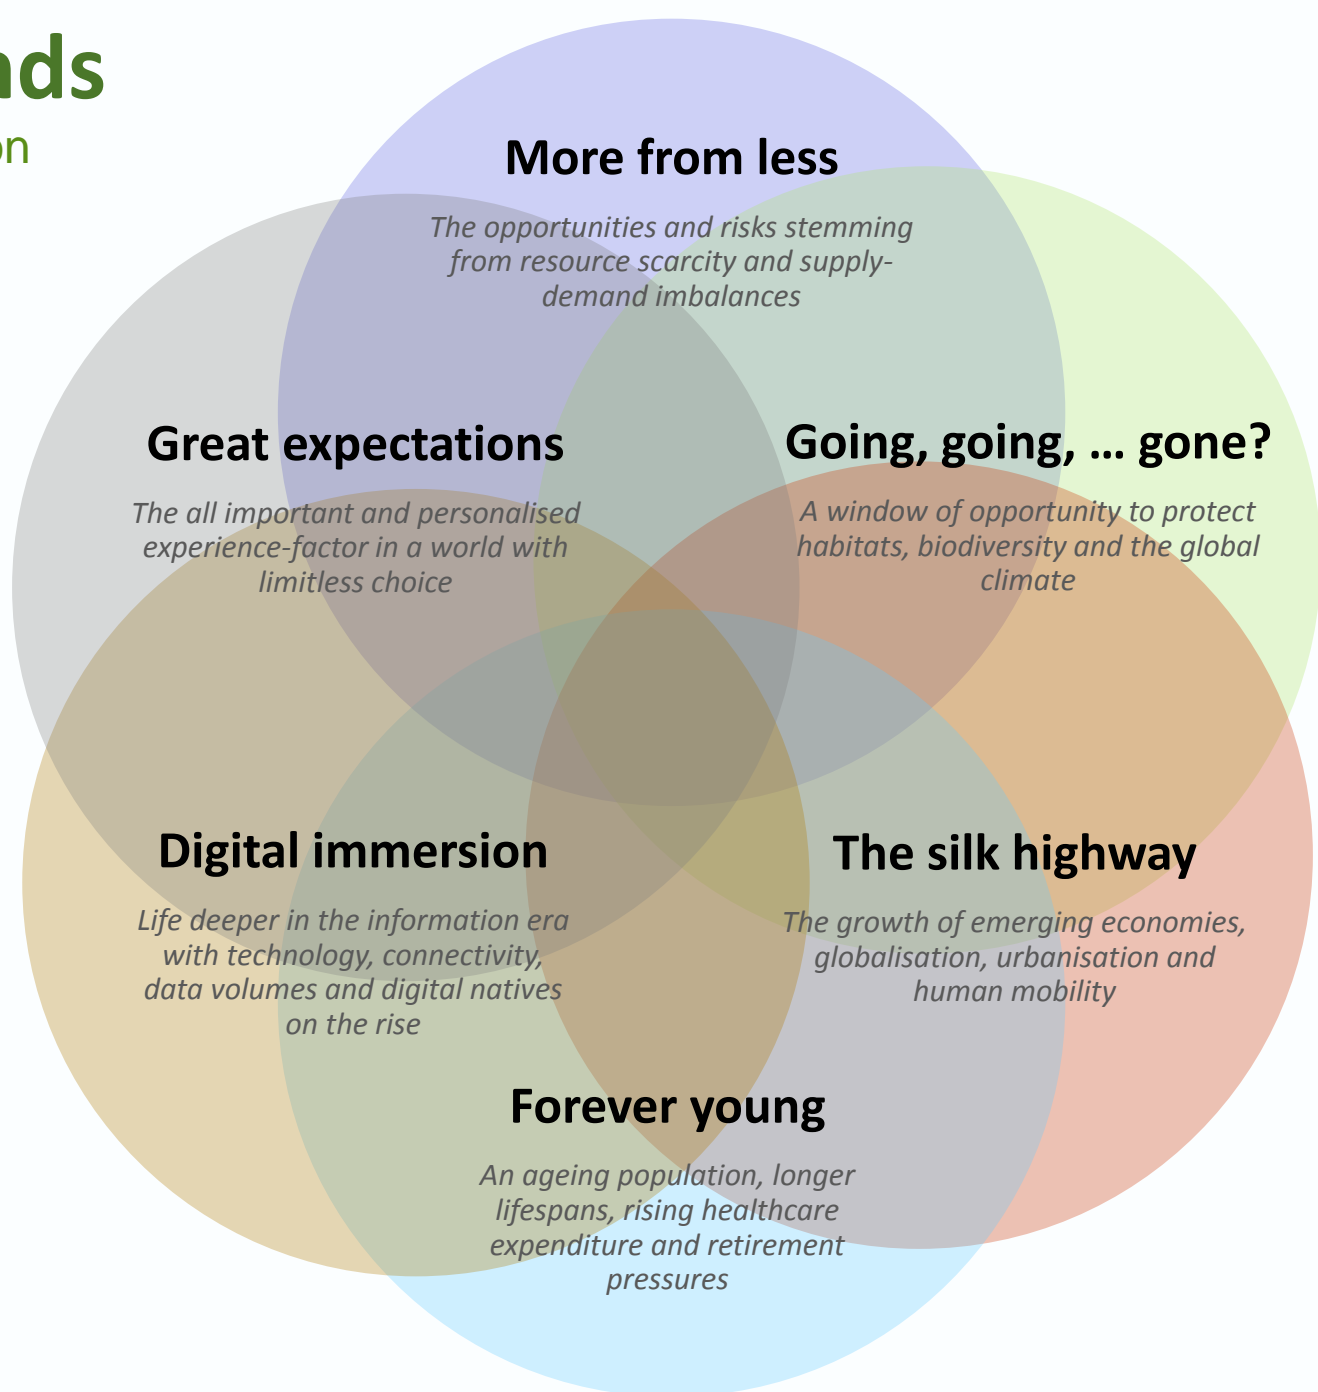 nds
on
More from less
The opportunities and risks stemming
from resource scarcity and supply-
demand imbalances
Great expectations
The all important and personalised
experience-factor in a world with
limitless choice
Going, going, ... gone?
A window of opportunity to protect
habitats, biodiversity and the global
climate
Digital immersion
Life deeper in the information era
with technology, connectivity,
data volumes and digital natives
on the rise
The silk highway
The growth of emerging economies,
globalisation, urbanisation and
human mobility
Forever young
An ageing population, longer
lifespans, rising healthcare
expenditure and retirement
pressures